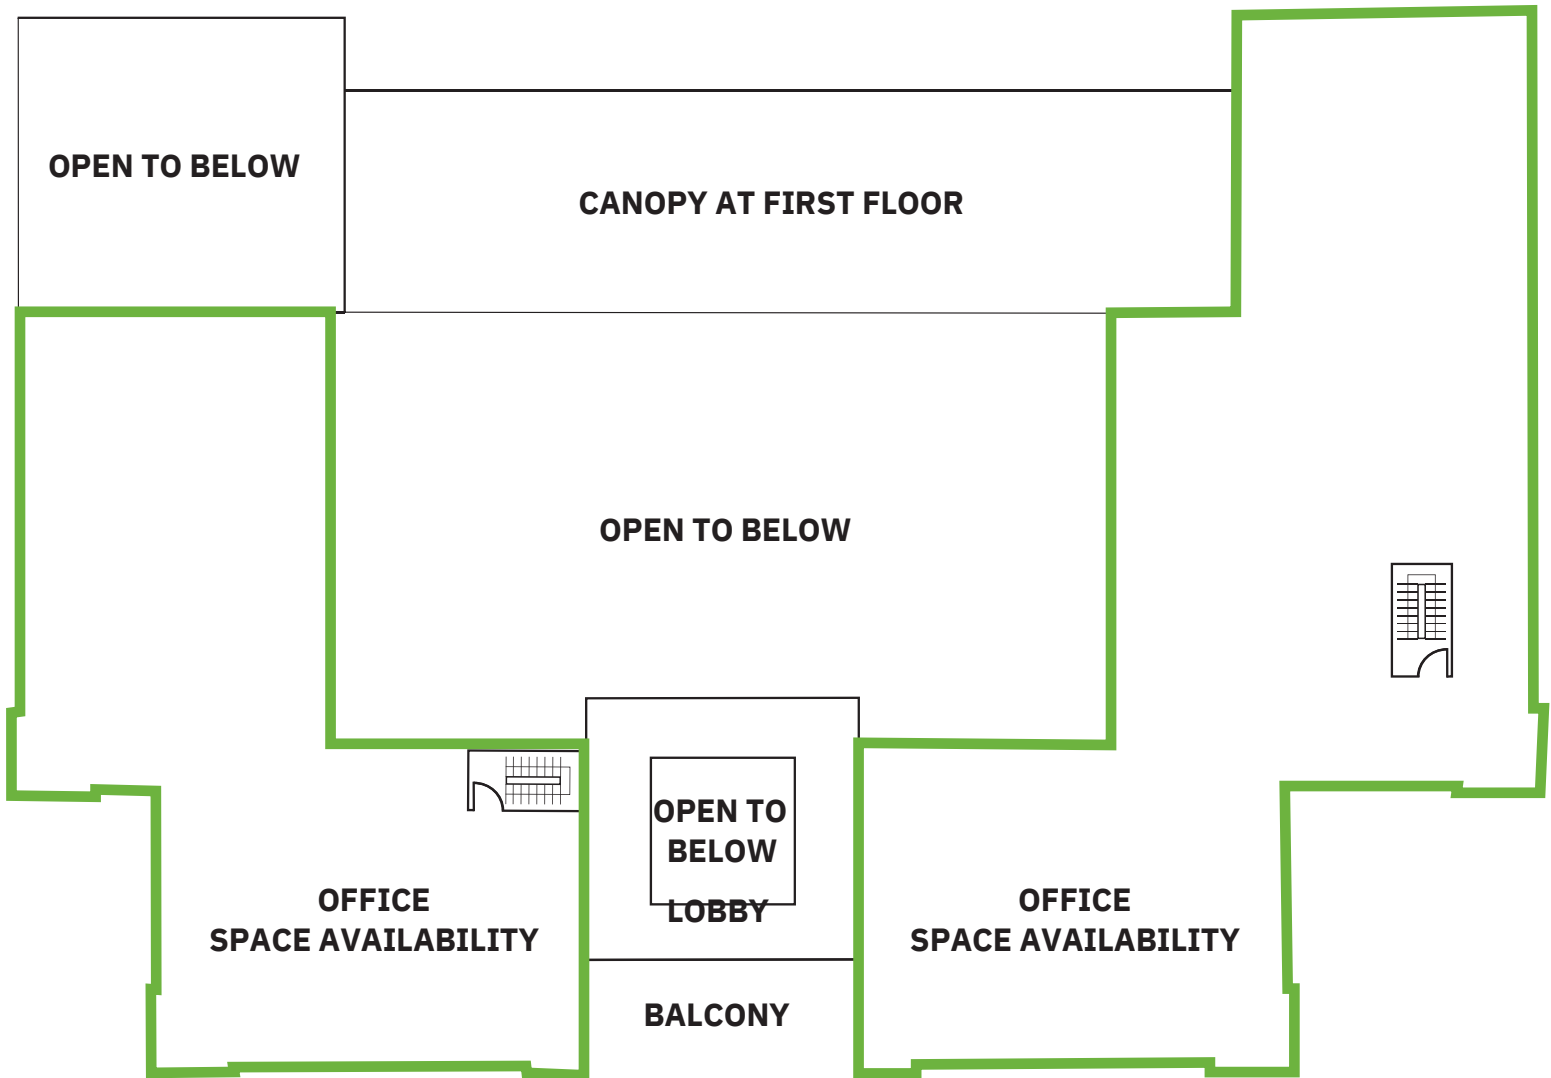 OPEN TO BELOW
CANOPY AT FIRST FLOOR
OPEN TO BELOW
OPEN TO
BELOW
LOBBY
OFFICE
SPACE AVAILABILITY
OFFICE
SPACE AVAILABILITY
BALCONY